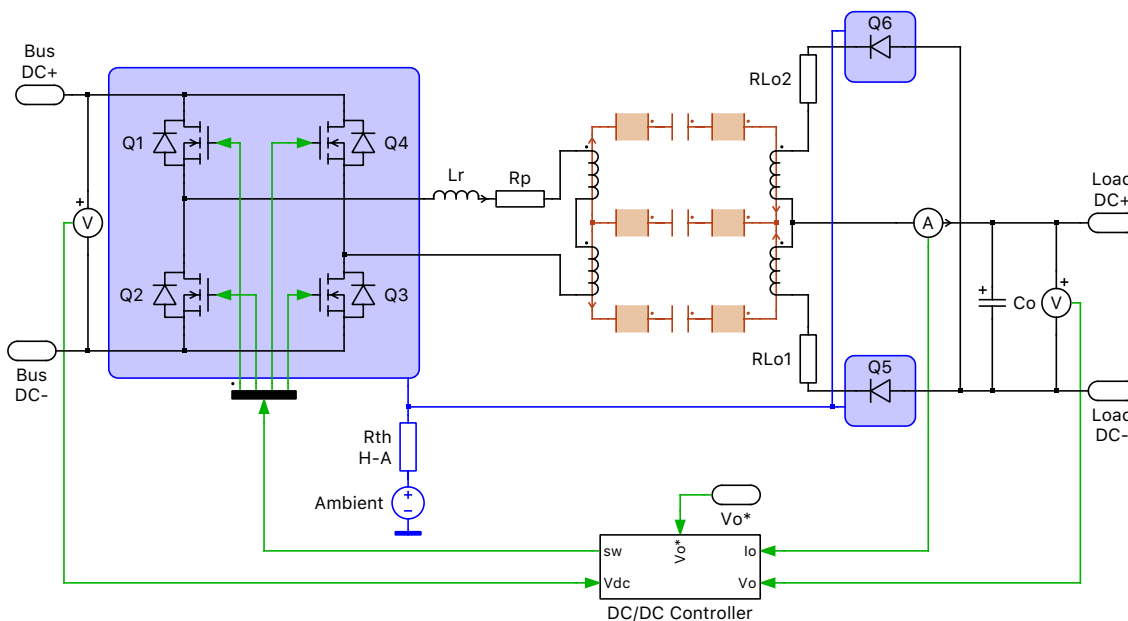 Bus
DC+
Q1
Q4
Q2
Q3
V
Bus
DC-
Lr
Rp
RLo2
Q6
A
Load
DC+
Co
V
RLo1
Q5
Load
DC-
Rth
H-A
Ambient
Vo*
sw
Vo*
Io
Vdc
Vo
DC/DC Controller